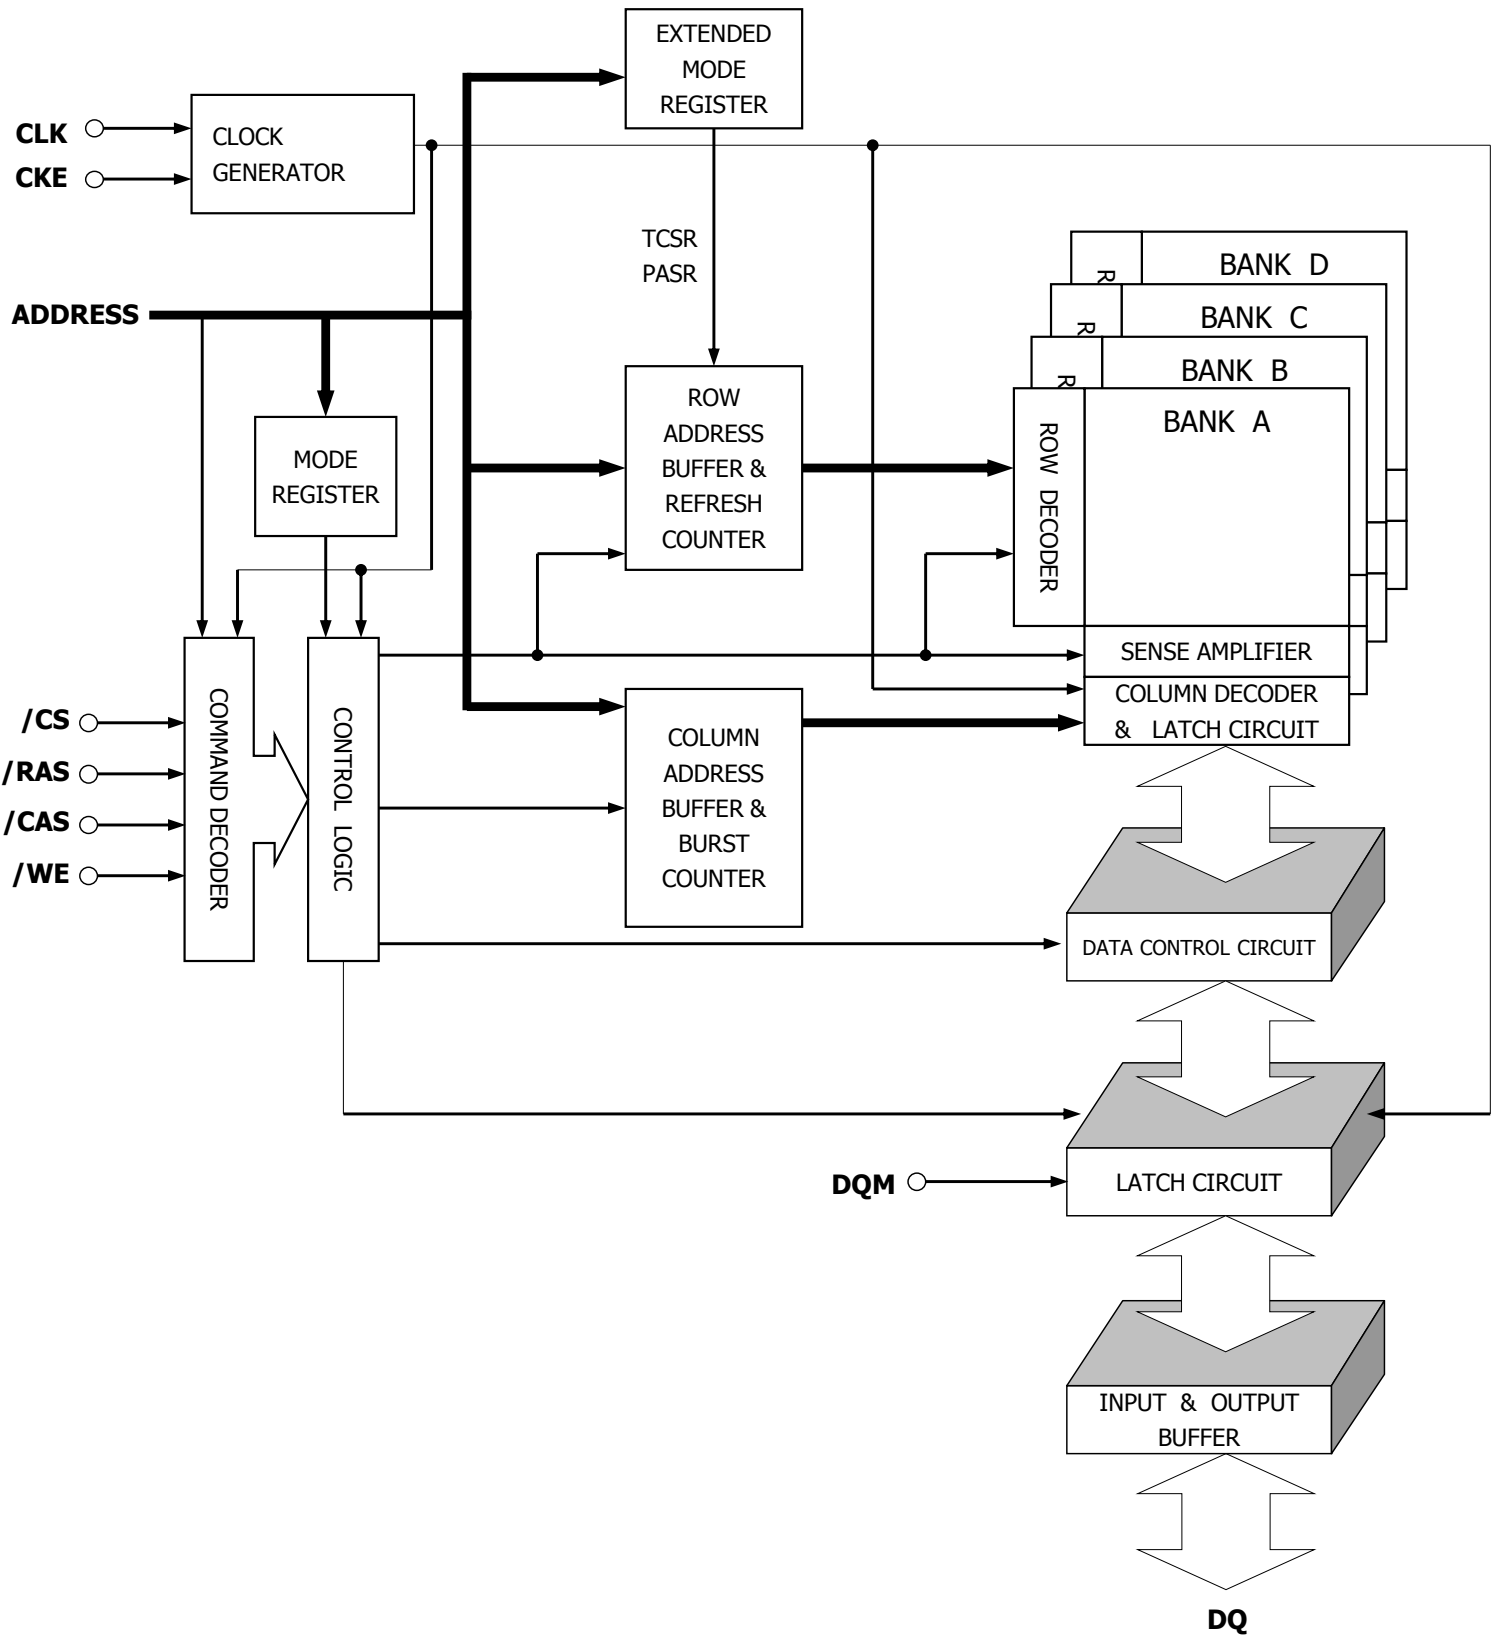 EXTENDED
MODE
REGISTER
CLK
CKE
CLOCK
GENERATOR
TCSR
PASR
ADDRESS
BANK D
R
BANK C
R
BANK B
R
BANK A
ROW DECODER
ROW
ADDRESS
BUFFER &
REFRESH
COUNTER
MODE
REGISTER
SENSE AMPLIFIER
COLUMN DECODER
& LATCH CIRCUIT
/CS
/RAS
/CAS
/WE
COMMAND DECODER
CONTROL LOGIC
COLUMN
ADDRESS
BUFFER &
BURST
COUNTER
DATA CONTROL CIRCUIT
DQM
LATCH CIRCUIT
INPUT & OUTPUT
BUFFER
DQ